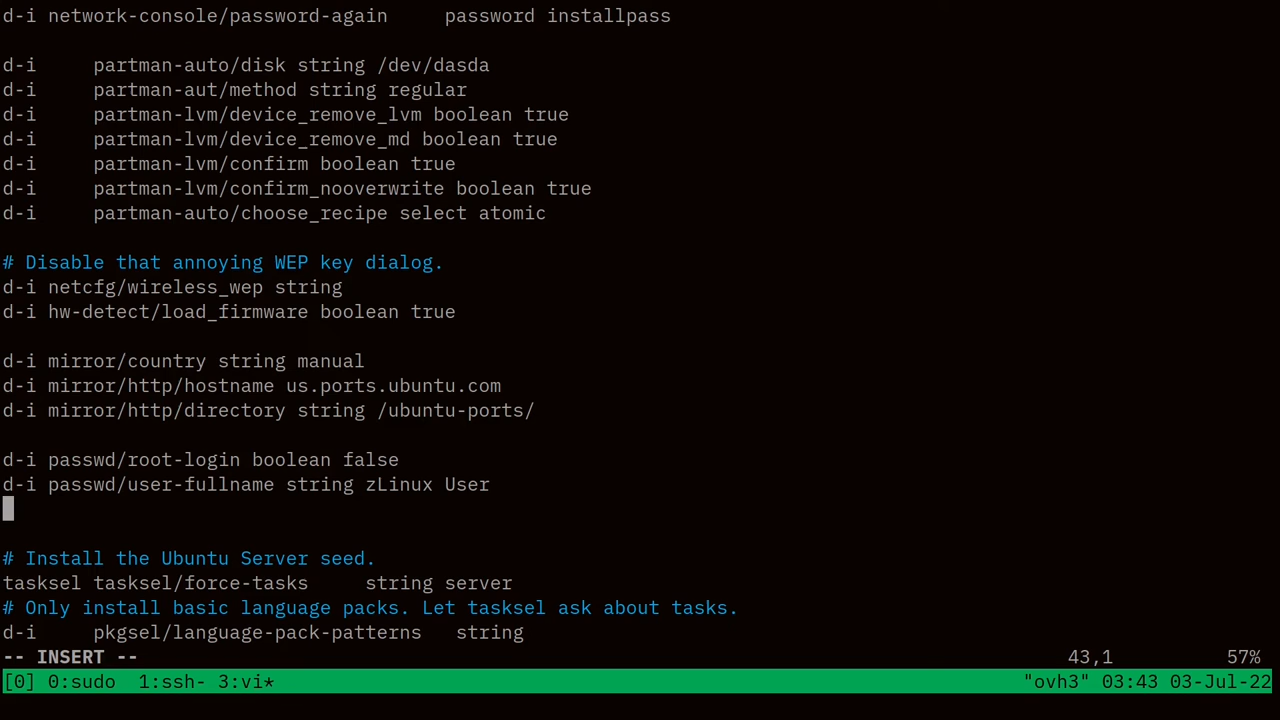 d-i network-console/password-again     password installpass
d-i     partman-auto/disk string /dev/dasda
d-i     partman-aut/method string regular
d-i     partman-lvm/device_remove_lvm boolean true
d-i     partman-lvm/device_remove_md boolean true
d-i     partman-lvm/confirm boolean true
d-i     partman-lvm/confirm_nooverwrite boolean true
d-i     partman-auto/choose_recipe select atomic
# Disable that annoying WEP key dialog.
d-i netcfg/wireless_wep string
d-i hw-detect/load_firmware boolean true
d-i mirror/country string manual
d-i mirror/http/hostname us.ports.ubuntu.com
d-i mirror/http/directory string /ubuntu-ports/
d-i passwd/root-login boolean false
d-i passwd/user-fullname string zLinux User
# Install the Ubuntu Server seed.
tasksel tasksel/force-tasks     string server
# Only install basic language packs. Let tasksel ask about tasks.
d-i     pkgsel/language-pack-patterns   string
-- INSERT --                                                                                  43,1          57%
[0] 0:sudo  1:ssh- 3:vi*                                                                  "ovh3" 03:43 03-Jul-22